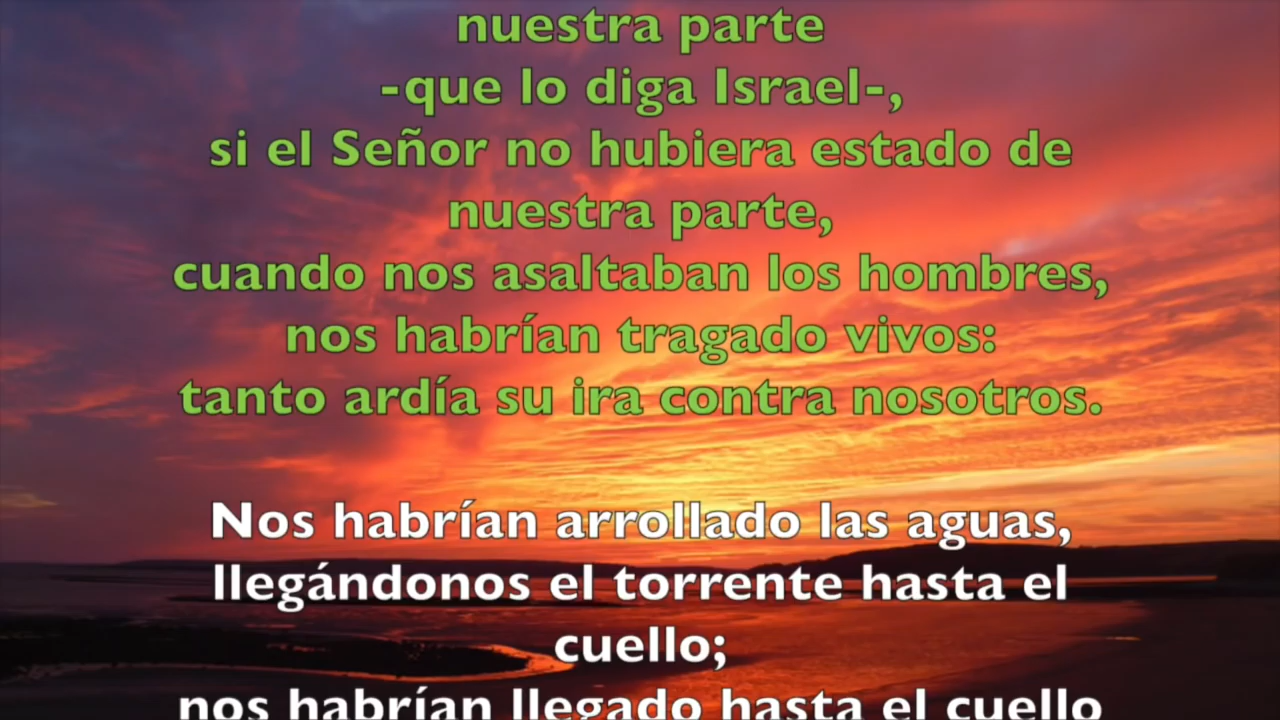 nuestra parte
-que lo diga Israel-,
si el Señor no hubiera estado de
nuestra parte,
cuando nos asaltaban los hombres,
nos habrían tragado vivos:
tanto ardía su ira contra nosotros.
Nos habrían arrollado las aguas,
llegándonos el torrente hasta el
cuello;
nos habrían llegado hasta el cuello